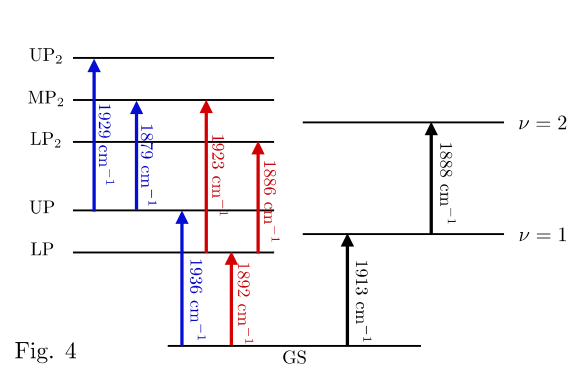 UP₂
MP₂
LP₂
UP
LP
1929 cm⁻¹
1879 cm⁻¹
1923 cm⁻¹
1886 cm⁻¹
1936 cm⁻¹
1892 cm⁻¹
ν = 2
1888 cm⁻¹
ν = 1
1913 cm⁻¹
GS
Fig. 4